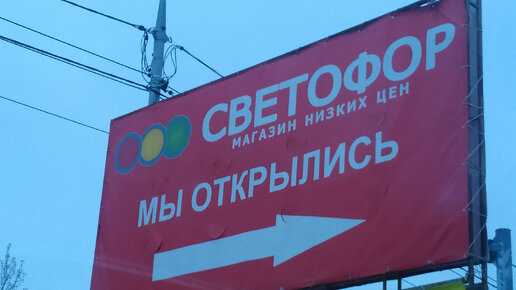 СВЕТОФОР
МАГАЗИН НИЗКИХ ЦЕН
МЫ ОТКРЫЛИСЬ